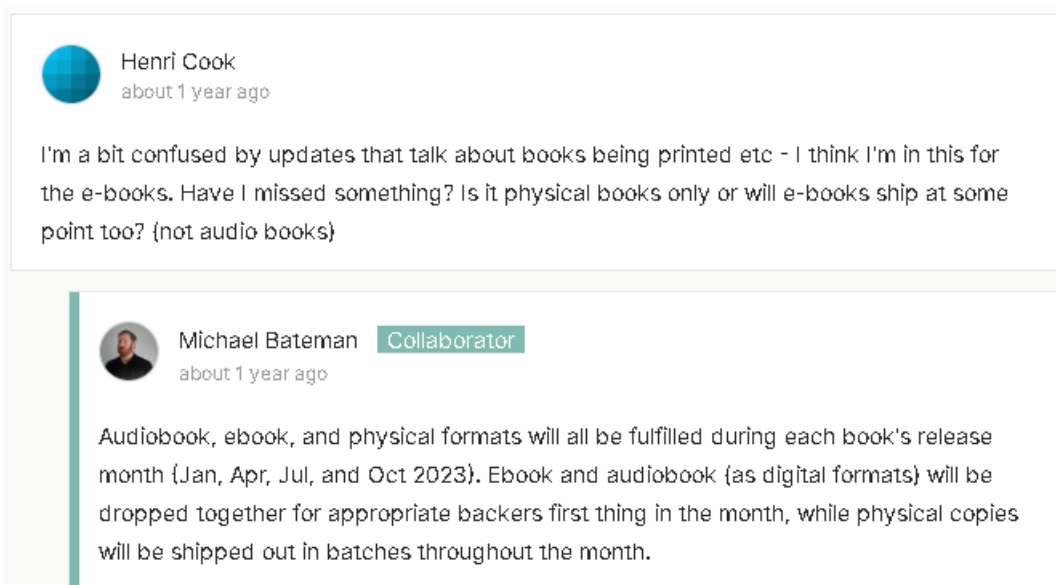 Henri Cook
about 1 year ago
I'm a bit confused by updates that talk about books being printed etc - I think I'm in this for
the e-books. Have I missed something? Is it physical books only or will e-books ship at some
point too? (not audio books)
Michael Bateman Collaborator
about 1 year ago
Audiobook, ebook, and physical formats will all be fulfilled during each book's release
month (Jan, Apr, Jul, and Oct 2023). Ebook and audiobook (as digital formats) will be
dropped together for appropriate backers first thing in the month, while physical copies
will be shipped out in batches throughout the month.